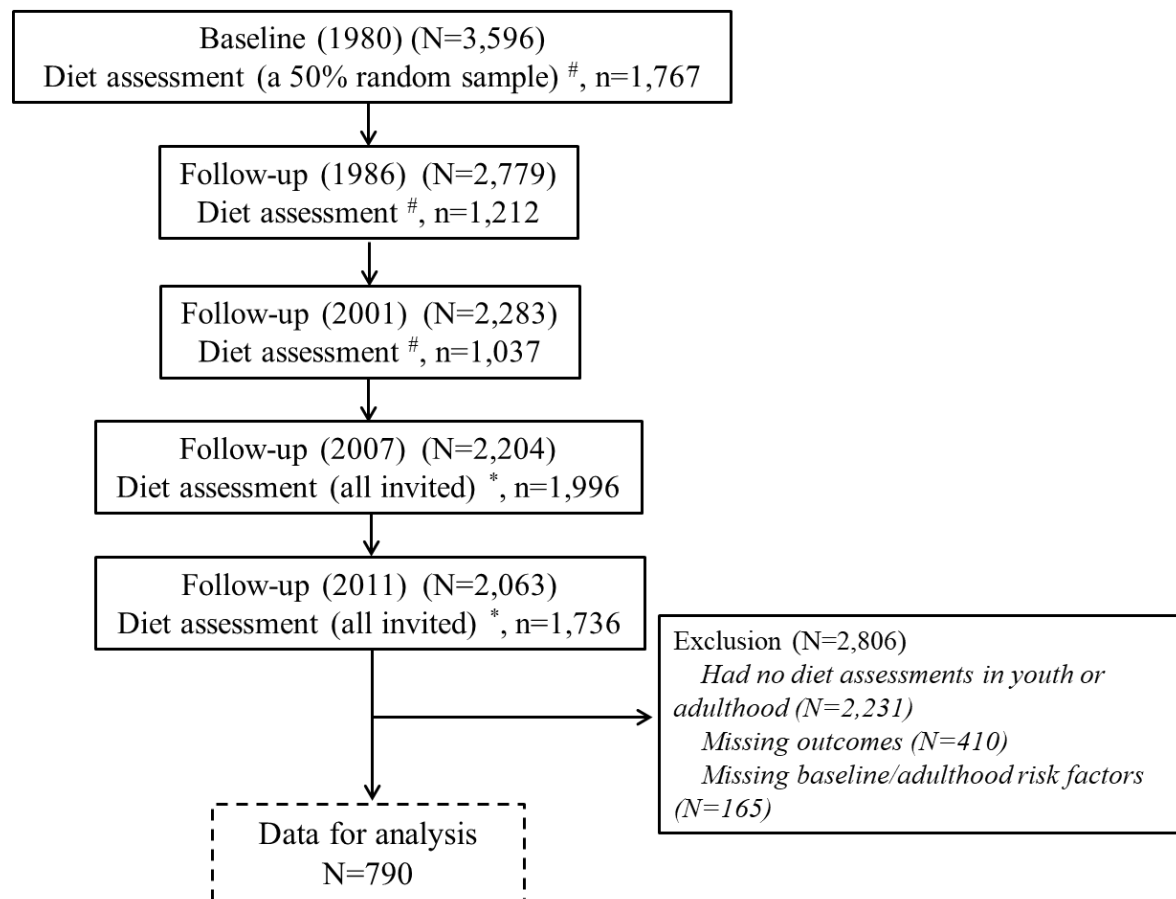 Baseline (1980) (N=3,596)
Diet assessment (a 50% random sample) #, n=1,767
Follow-up (1986) (N=2,779)
Diet assessment #, n=1,212
Follow-up (2001) (N=2,283)
Diet assessment #, n=1,037
Follow-up (2007) (N=2,204)
Diet assessment (all invited) *, n=1,996
Follow-up (2011) (N=2,063)
Diet assessment (all invited) *, n=1,736
Exclusion (N=2,806)
Had no diet assessments in youth or
adulthood (N=2,231)
Missing outcomes (N=410)
Missing baseline/adulthood risk factors
(N=165)
Data for analysis
N=790